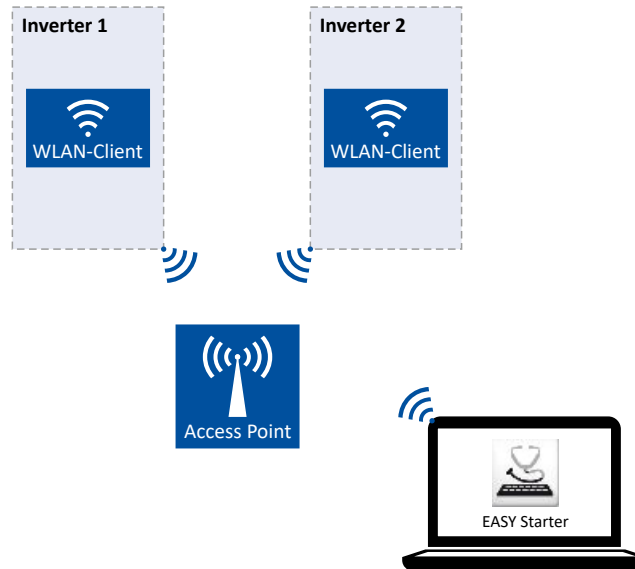 Inverter 1
Inverter 2
WLAN-Client
WLAN-Client
Access Point
EASY Starter